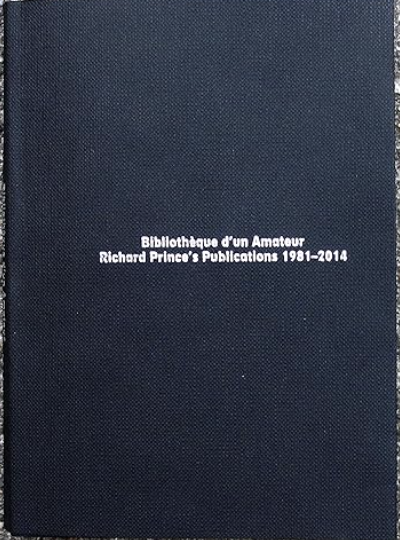 Bibliothèque d'un Amateur
Richard Prince's Publications 1981–2014